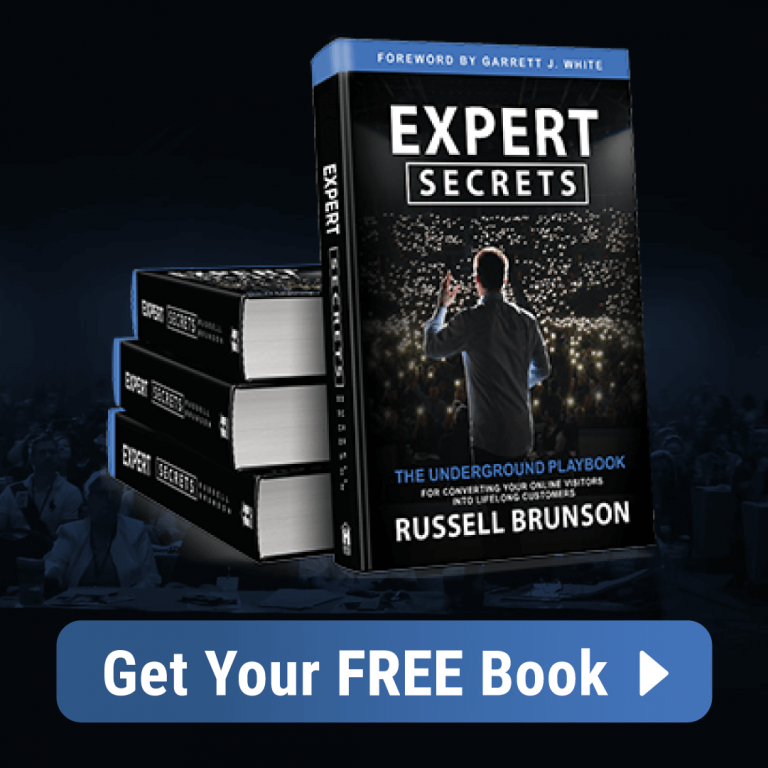 FOREWORD BY GARRETT J. WHITE
EXPERT
SECRETS
THE UNDERGROUND PLAYBOOK
FOR CONVERTING YOUR ONLINE VISITORS
INTO LIFELONG CUSTOMERS
RUSSELL BRUNSON
EXPERT SECRETS
EXPERT SECRETS RUSSELL BRUNSON
EXPERT SECRETS RUSSELL BRUNSON
EXPERT SECRETS RUSSELL BRUNSON
Get Your FREE Book